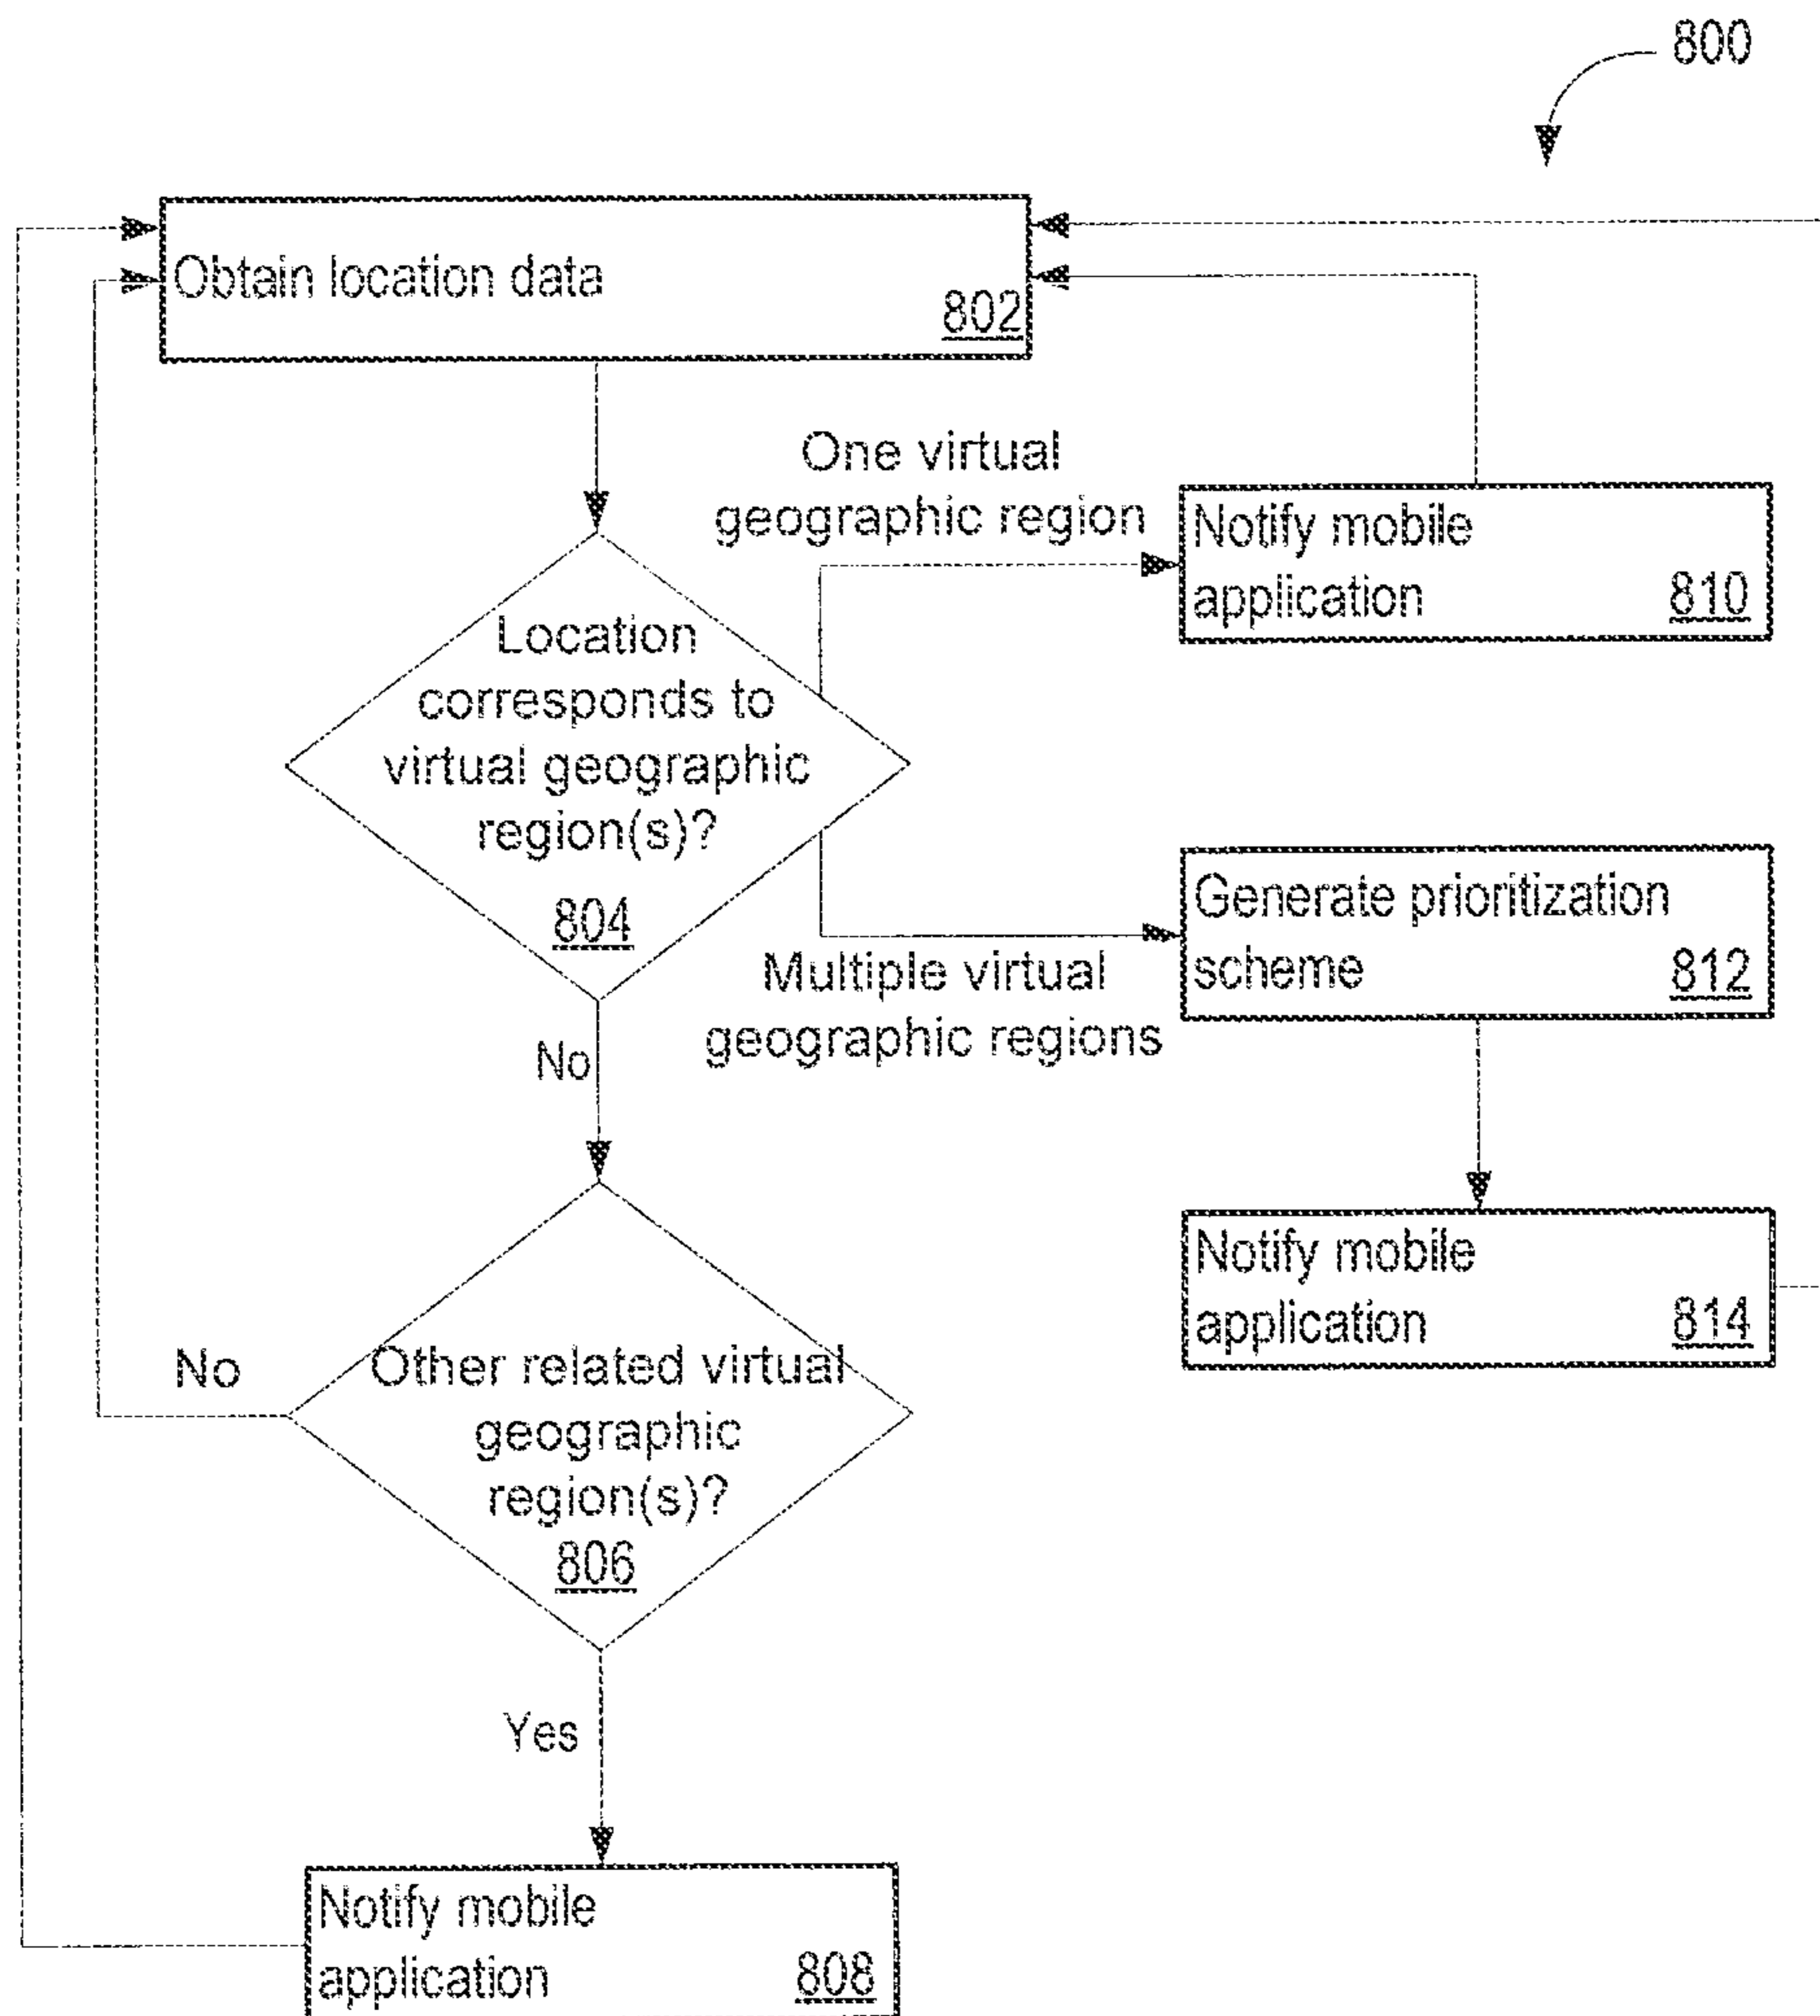 800
Obtain location data
802
One virtual
geographic region
Notify mobile
application
810
Location
corresponds to
virtual geographic
region(s)?
804
Generate prioritization
scheme
812
Multiple virtual
geographic regions
No
Notify mobile
application
814
No
Other related virtual
geographic
region(s)?
806
Yes
Notify mobile
application
808